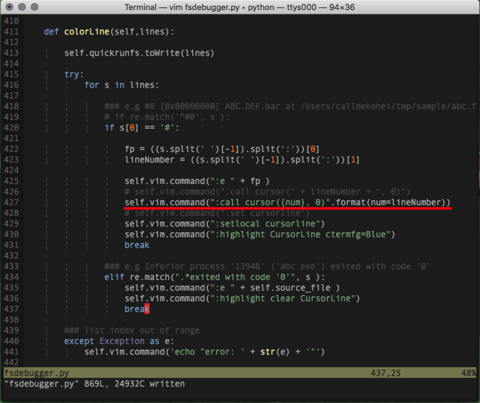 Terminal — vim fsdebugger.py • python — ttys000 — 94×36
410
411 def colorLine(self,lines):
412
413 self.quickrunfs.toWrite(lines)
414
415 try:
416 for s in lines:
417
418 ### e.g #0 [0x00000000] ABC.DEF.bar at /Users/callmekohei/tmp/sample/abc.f
419 # if re.match('^#0', s ):
420 if s[0] == '#':
421
422 fp = ((s.split(' ')[-1]).split(':'))[0]
423 lineNumber = ((s.split(' ')[-1]).split(':'))[1]
424
425 self.vim.command(":e " + fp )
426 # self.vim.command(":call cursor(" + lineNumber + ", 0)")
427 self.vim.command(":call cursor({num}, 0)".format(num=lineNumber))
428 # self.vim.command(":set cursorline")
429 self.vim.command(":setlocal cursorline")
430 self.vim.command(":highlight CursorLine ctermfg=Blue")
431 break
432
433 ### e.g Inferior process '13948' ('abc.exe') exited with code '0'
434 elif re.match(".*exited with code '0'", s ):
435 self.vim.command(":e " + self.source_file )
436 self.vim.command(":highlight clear CursorLine")
437 break
438
439 ### list index out of range
440 except Exception as e:
441 self.vim.command('echo "error: ' + str(e) + '"')
442
fsdebugger.py 437,25 48%
"fsdebugger.py" 869L, 24932C written